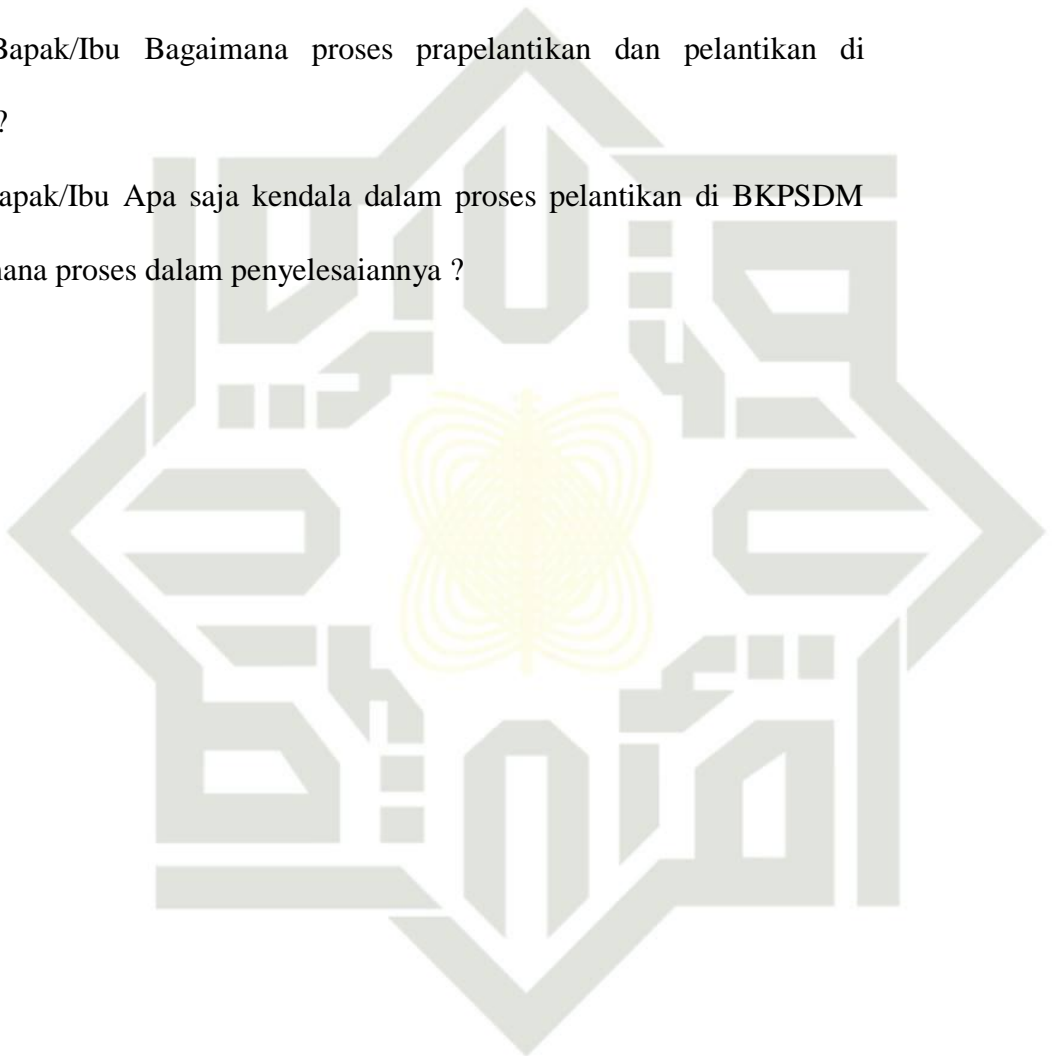 Bapak/Ibu Bagaimana proses prapelantikan dan pelantikan di
?
apak/Ibu Apa saja kendala dalam proses pelantikan di BKPSDM
mana proses dalam penyelesaiannya ?